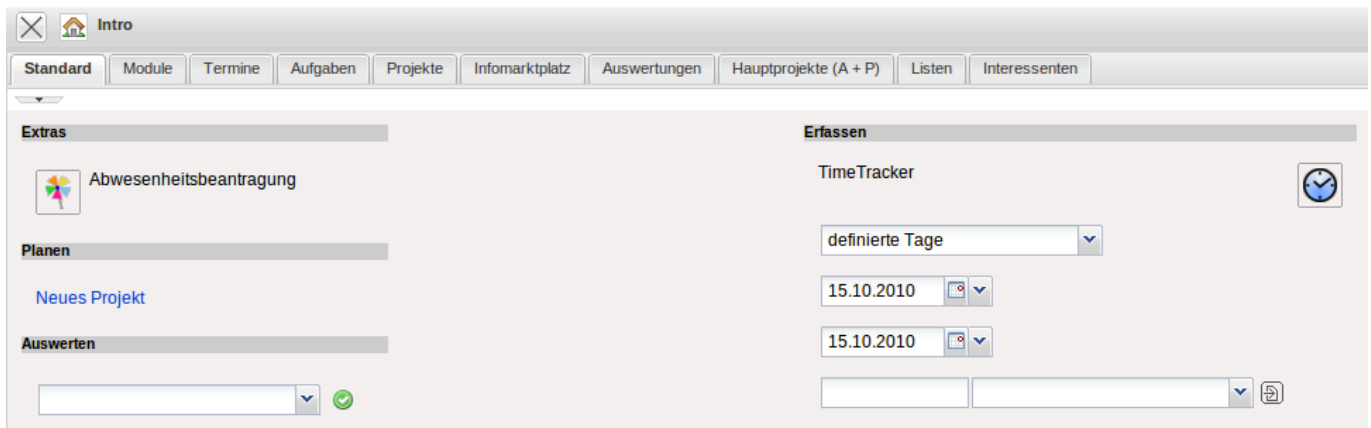 Intro
Standard Module Termine Aufgaben Projekte Infomarktplatz Auswertungen Hauptprojekte (A + P) Listen Interessenten
Extras
Abwesenheitsbeantragung
Planen
Neues Projekt
Auswerten
Erfassen
TimeTracker
definierte Tage
15.10.2010
15.10.2010